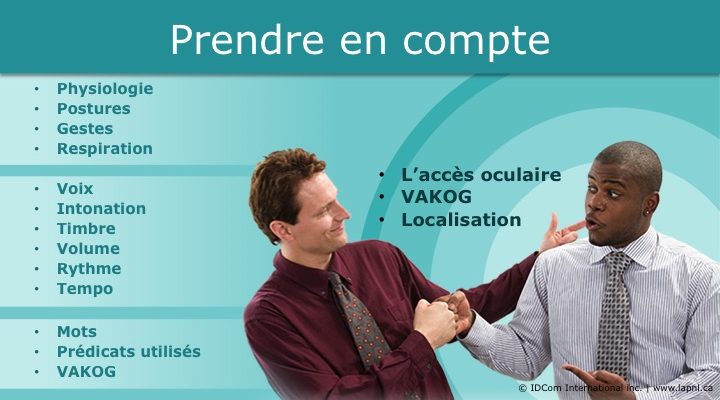 Prendre en compte
• Physiologie
• Postures
• Gestes
• Respiration
• Voix
• Intonation
• Timbre
• Volume
• Rythme
• Tempo
• Mots
• Prédicats utilisés
• VAKOG
• L’accès oculaire
• VAKOG
• Localisation
© IDCom International inc. | www.lapnl.ca